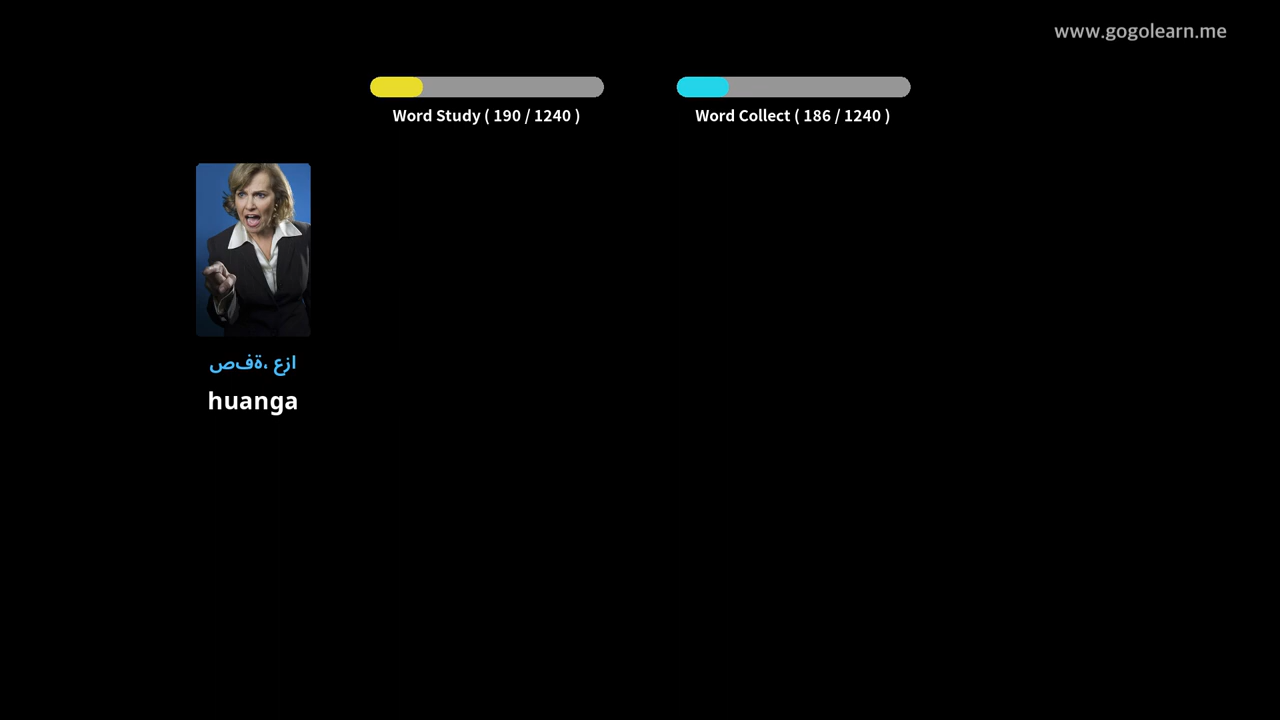 www.gogolearn.me
Word Study ( 190 / 1240 )
Word Collect ( 186 / 1240 )
ازع ،ةفص
huanga